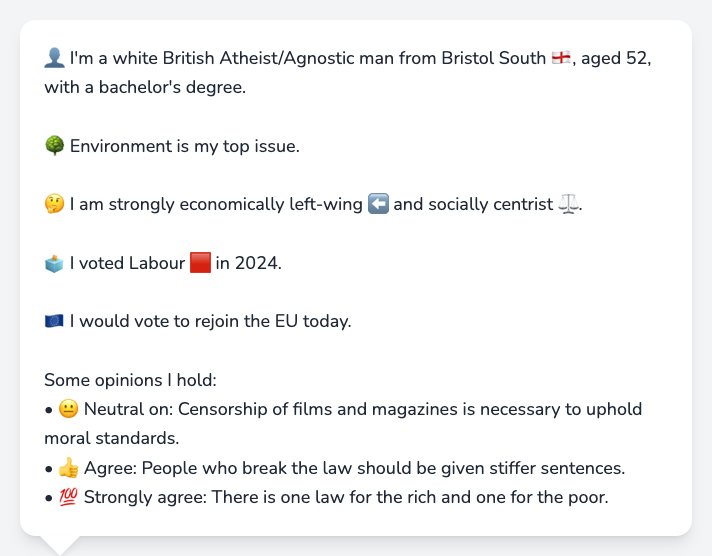 👤 I'm a white British Atheist/Agnostic man from Bristol South 🏴󠁧󠁢󠁥󠁮󠁧󠁿, aged 52,
with a bachelor's degree.
🌳 Environment is my top issue.
🤔 I am strongly economically left-wing ⬅️ and socially centrist ⚖️.
🗳️ I voted Labour 🟥 in 2024.
🇪🇺 I would vote to rejoin the EU today.
Some opinions I hold:
• 😐 Neutral on: Censorship of films and magazines is necessary to uphold
moral standards.
• 👍 Agree: People who break the law should be given stiffer sentences.
• 💯 Strongly agree: There is one law for the rich and one for the poor.